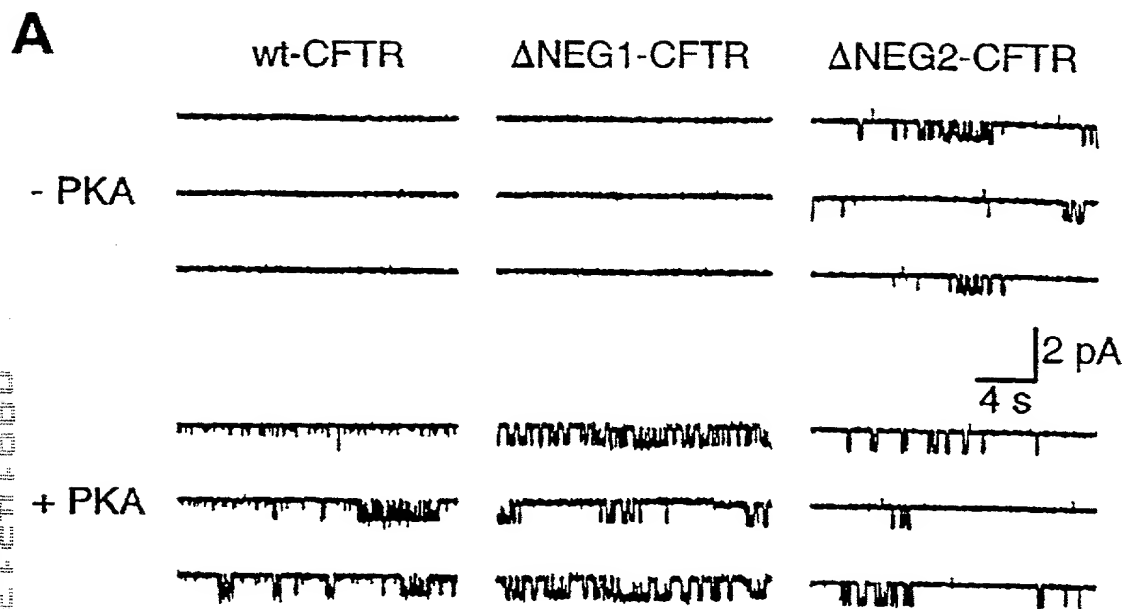 A
wt-CFTR ΔNEG1-CFTR ΔNEG2-CFTR
- PKA
2 pA
4 s
+ PKA